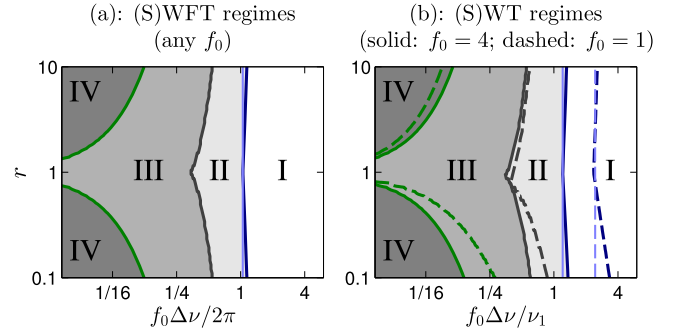 (a): (S)WFT regimes
(any f₀)
10
1
0.1
r
IV
III
II
I
IV
1/16
1/4
1
4
f₀Δν/2π
(b): (S)WT regimes
(solid: f₀ = 4; dashed: f₀ = 1)
10
1
0.1
IV
III
II
I
IV
1/16
1/4
1
4
f₀Δν/ν₁